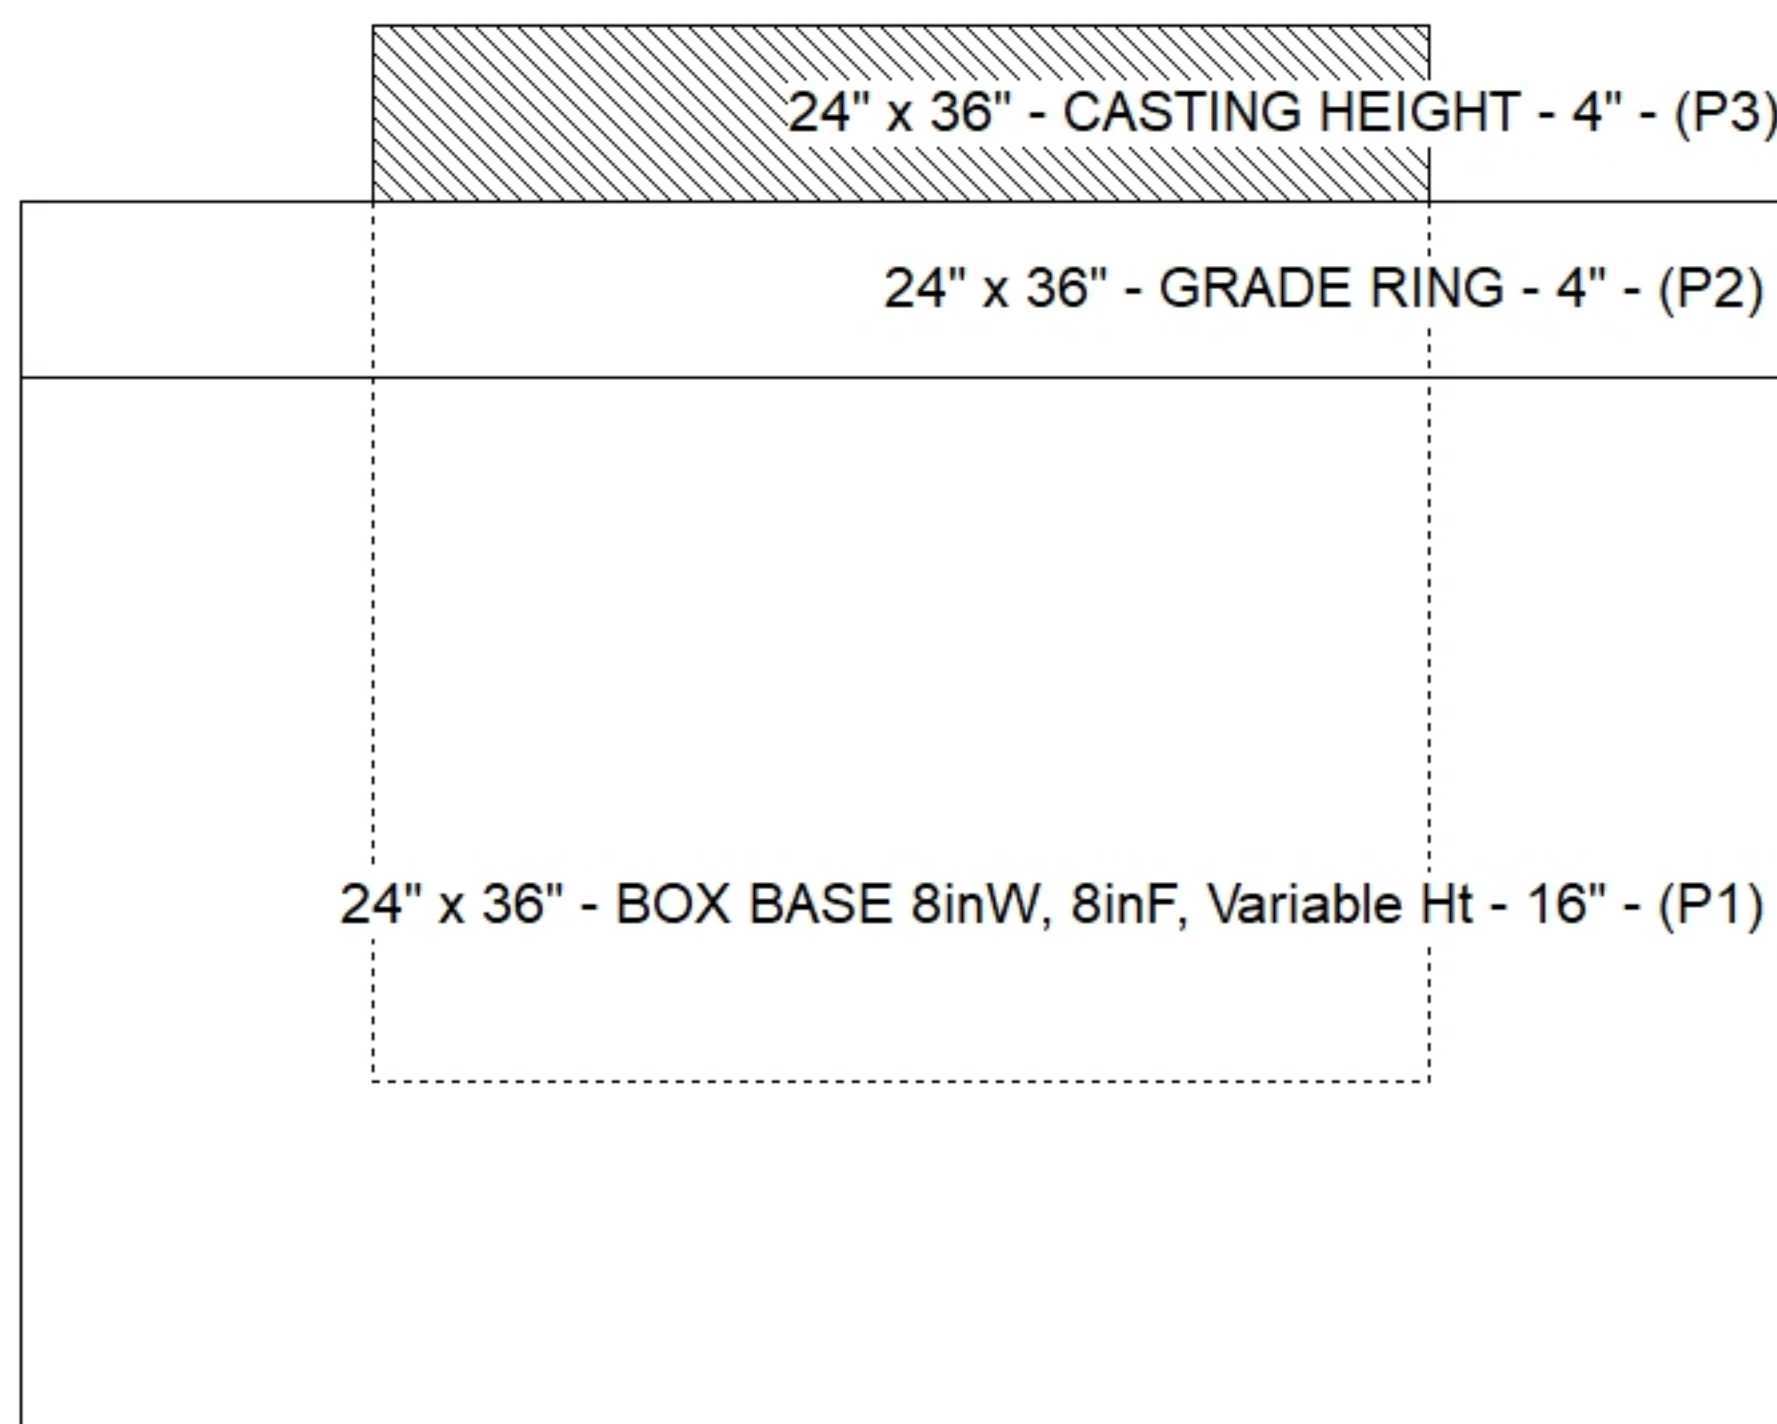 24" x 36" - CASTING HEIGHT - 4" - (P3)
24" x 36" - GRADE RING - 4" - (P2)
24" x 36" - BOX BASE 8inW, 8inF, Variable Ht - 16" - (P1)